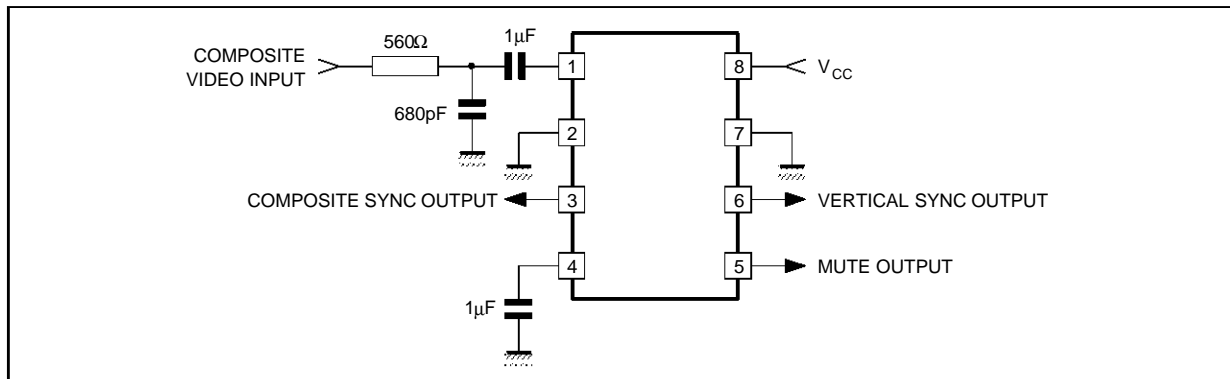 COMPOSITE
VIDEO INPUT
560Ω
1μF
680pF
1
8
V_CC
2
7
COMPOSITE SYNC OUTPUT
3
6
VERTICAL SYNC OUTPUT
4
5
MUTE OUTPUT
1μF